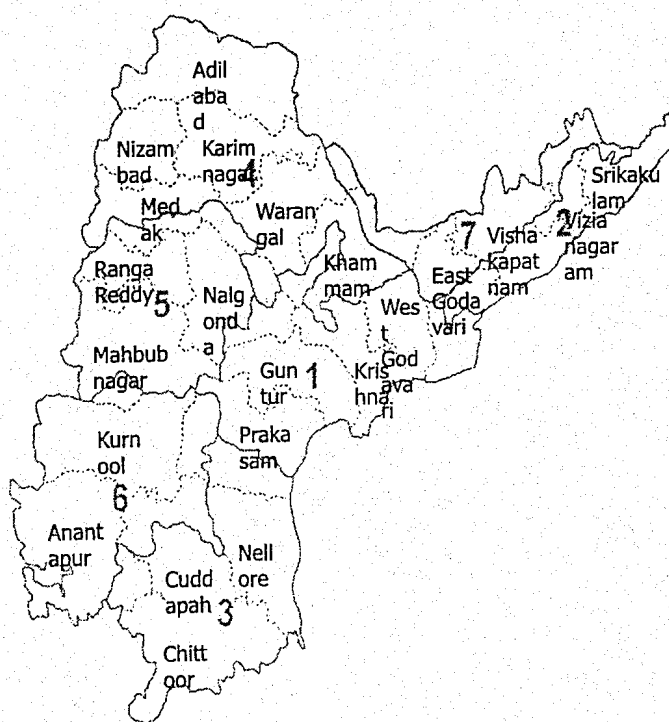 Adil
aba
d
Nizam
bad
Karim
nagar
4
Med
ak
Waran
gal
Srikaku
lam
2
Vizia
nagar
am
7
Visha
kapat
nam
Kham
mam
East
Goda
vari
Ranga
Reddy
5
Nalg
ond
a
Wes
t
God
ava
ri
Mahbub
nagar
Gun
tur
1
Kris
hna
Praka
sam
Kurn
ool
6
Anant
apur
Nell
ore
Cudd
apah
3
Chitt
oor